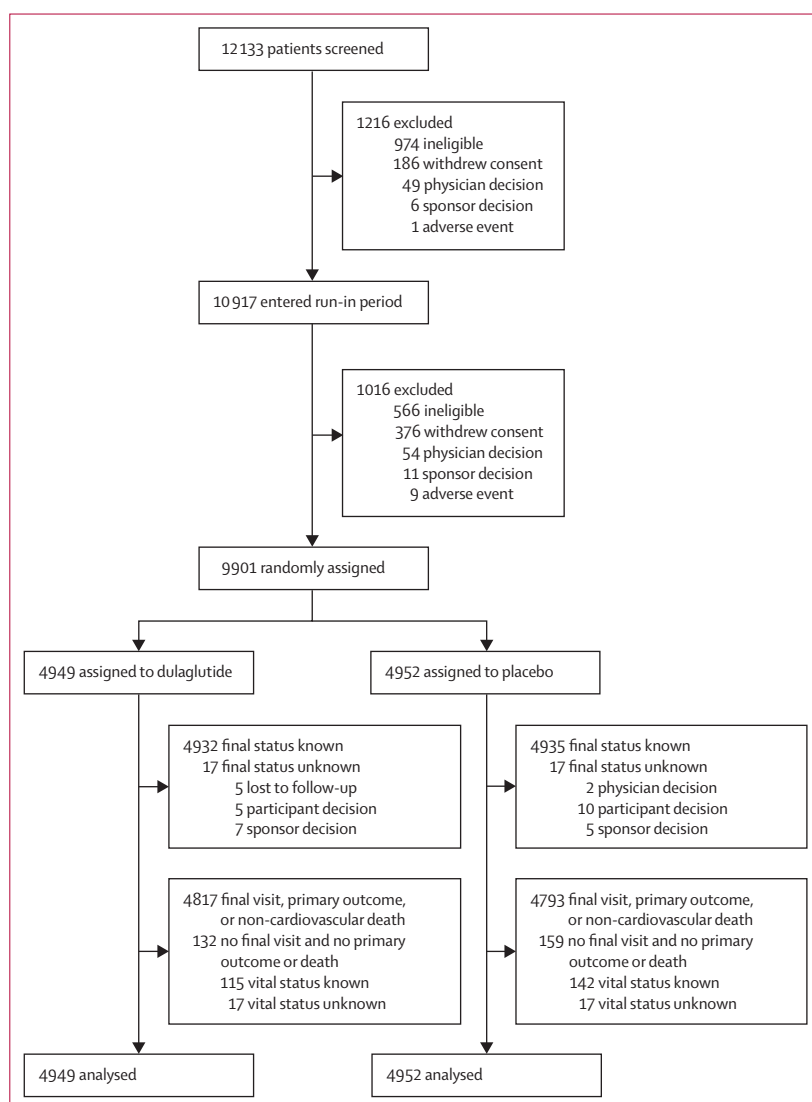 12 133 patients screened
1216 excluded
974 ineligible
186 withdrew consent
49 physician decision
6 sponsor decision
1 adverse event
10 917 entered run-in period
1016 excluded
566 ineligible
376 withdrew consent
54 physician decision
11 sponsor decision
9 adverse event
9901 randomly assigned
4949 assigned to dulaglutide
4952 assigned to placebo
4932 final status known
17 final status unknown
5 lost to follow-up
5 participant decision
7 sponsor decision
4935 final status known
17 final status unknown
2 physician decision
10 participant decision
5 sponsor decision
4817 final visit, primary outcome,
or non-cardiovascular death
132 no final visit and no primary
outcome or death
115 vital status known
17 vital status unknown
4793 final visit, primary outcome,
or non-cardiovascular death
159 no final visit and no primary
outcome or death
142 vital status known
17 vital status unknown
4949 analysed
4952 analysed